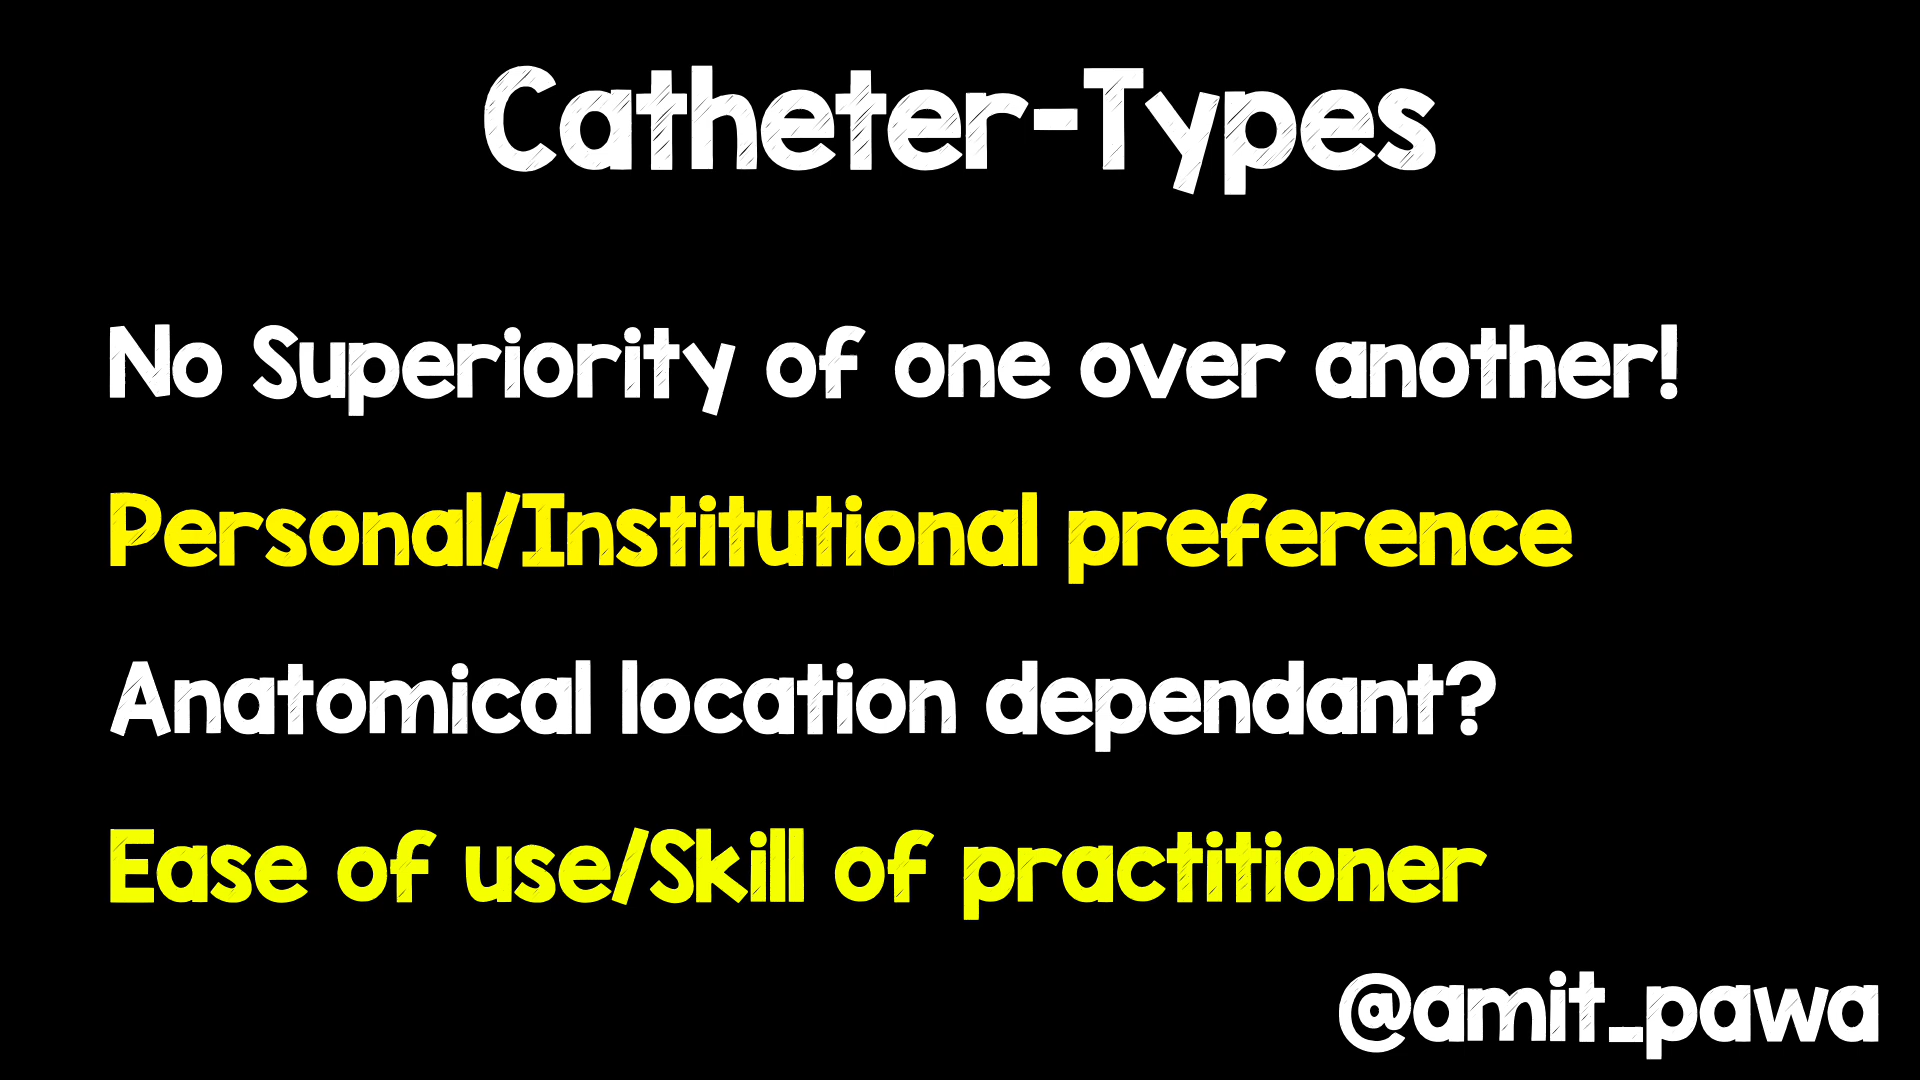 Catheter-Types
No Superiority of one over another!
Personal/Institutional preference
Anatomical location dependant?
Ease of use/Skill of practitioner
@amit_pawa